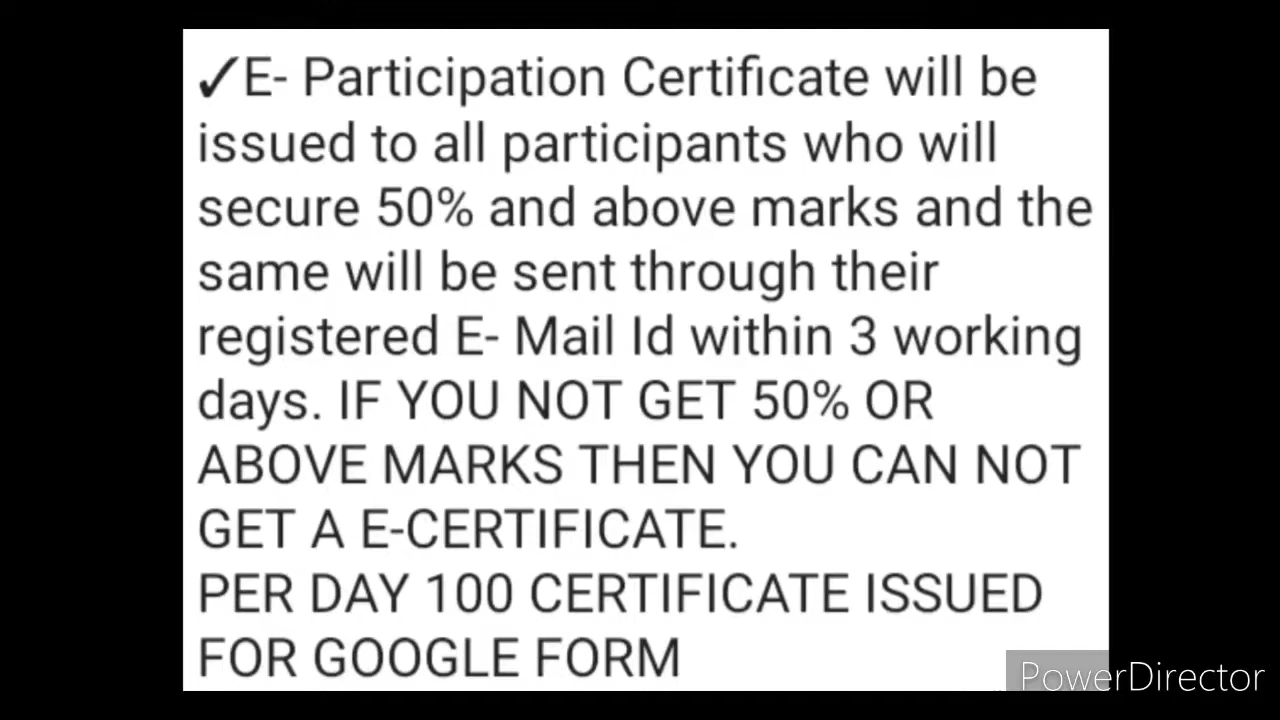 ✓E- Participation Certificate will be
issued to all participants who will
secure 50% and above marks and the
same will be sent through their
registered E- Mail Id within 3 working
days. IF YOU NOT GET 50% OR
ABOVE MARKS THEN YOU CAN NOT
GET A E-CERTIFICATE.
PER DAY 100 CERTIFICATE ISSUED
FOR GOOGLE FORM
PowerDirector